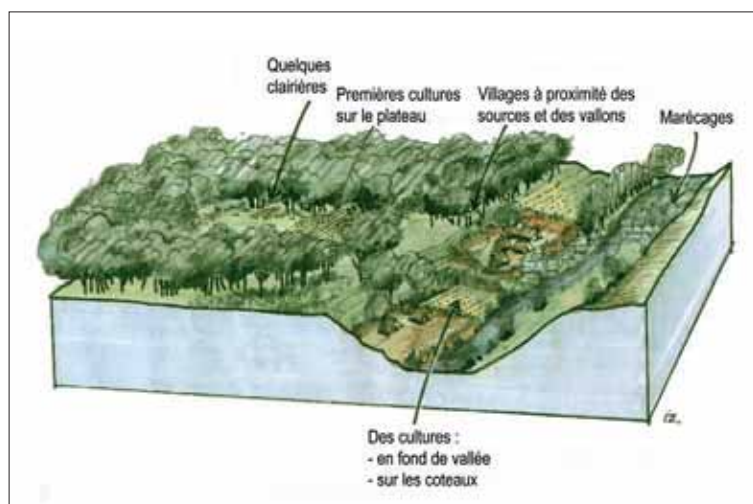 Quelques
clairières
Premières cultures
sur le plateau
Villages à proximité des
sources et des vallons
Marécages
Des cultures :
- en fond de vallée
- sur les coteaux